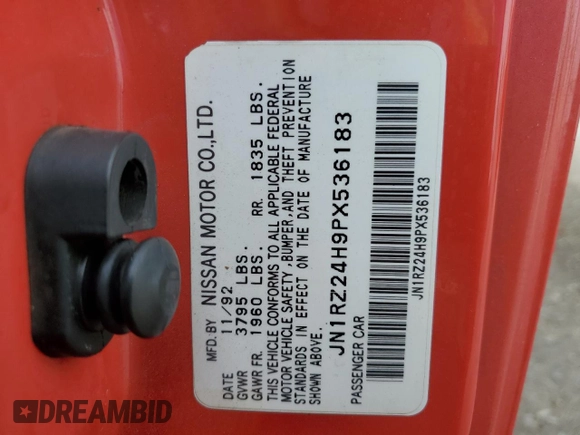 MFD.BY NISSAN MOTOR CO.,LTD.
DATE 11/92
GVWR 3795 LBS.
GAWR FR. 1960 LBS. RR. 1835 LBS.
THIS VEHICLE CONFORMS TO ALL APPLICABLE FEDERAL
MOTOR VEHICLE SAFETY,BUMPER,AND THEFT PREVENTION
STANDARDS IN EFFECT ON THE DATE OF MANUFACTURE
SHOWN ABOVE.
JN1RZ24H9PX536183
PASSENGER CAR
JN1RZ24H9PX536183
DREAMBID